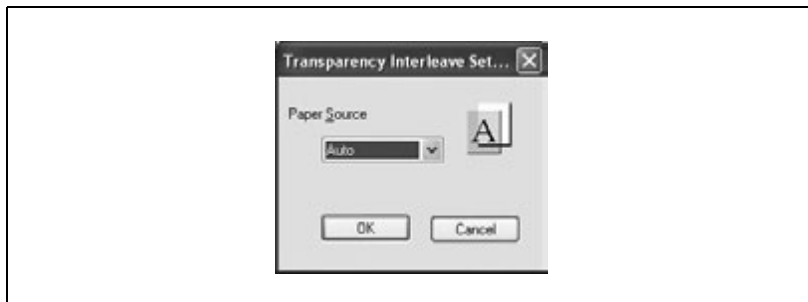 Transparency Interleave Set...
Paper Source
A
Auto
OK
Cancel